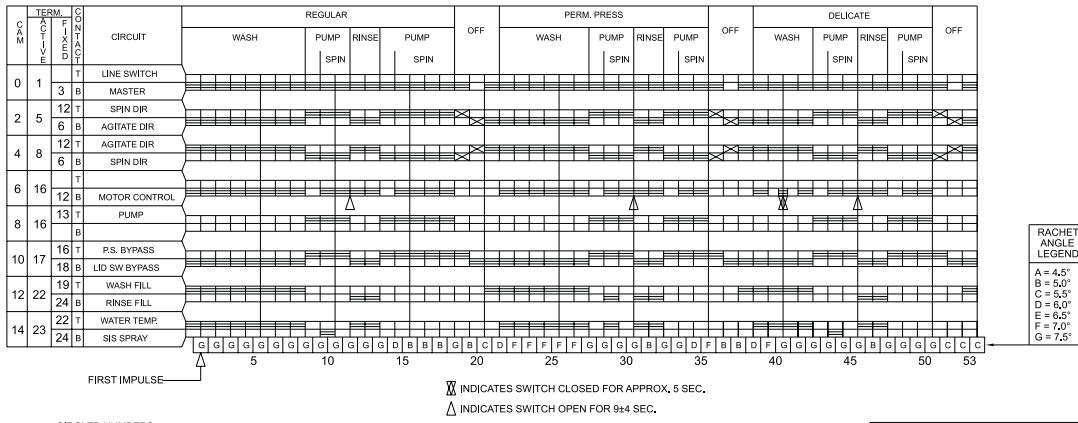 CAM
TERM.
ACTIVE
FIXED
CONTACT
CIRCUIT
REGULAR
OFF
PERM. PRESS
OFF
DELICATE
OFF
WASH PUMP RINSE PUMP WASH PUMP RINSE PUMP WASH PUMP RINSE PUMP
SPIN SPIN SPIN SPIN SPIN SPIN
0 1 T LINE SWITCH
3 B MASTER
2 5 12 T SPIN DIR
6 B AGITATE DIR
4 8 12 T AGITATE DIR
6 B SPIN DIR
6 16 T
12 B MOTOR CONTROL
8 16 13 T PUMP
B
10 17 16 T P.S. BYPASS
18 B LID SW BYPASS
12 22 19 T WASH FILL
24 B RINSE FILL
14 23 22 T WATER TEMP.
24 B SIS SPRAY
5 10 15 20 25 30 35 40 45 50 53
FIRST IMPULSE
INDICATES SWITCH CLOSED FOR APPROX. 5 SEC.
INDICATES SWITCH OPEN FOR 9±4 SEC.
RACHET
ANGLE
LEGEND
A = 4.5°
B = 5.0°
C = 5.5°
D = 6.0°
E = 6.5°
F = 7.0°
G = 7.5°